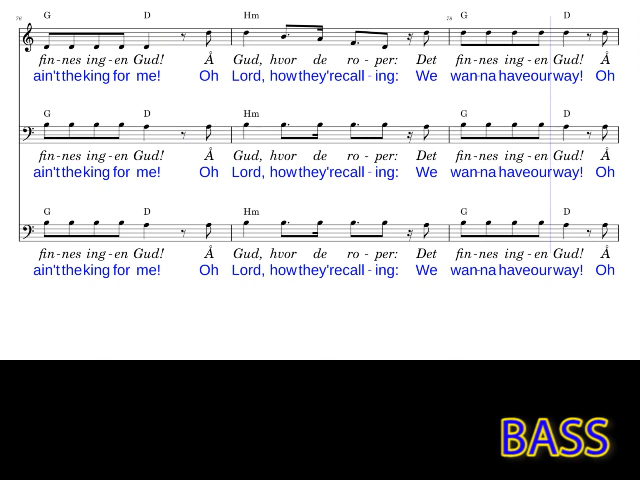 76 G D Hm 78 G D
fin-nes ing-en Gud! Å Gud, hvor de ro-per: Det fin-nes ing-en Gud! Å
ain't the king for me! Oh Lord, how they're call-ing: We wan-na have our way! Oh
G D Hm G D
fin-nes ing-en Gud! Å Gud, hvor de ro-per: Det fin-nes ing-en Gud! Å
ain't the king for me! Oh Lord, how they're call-ing: We wan-na have our way! Oh
G D Hm G D
fin-nes ing-en Gud! Å Gud, hvor de ro-per: Det fin-nes ing-en Gud! Å
ain't the king for me! Oh Lord, how they're call-ing: We wan-na have our way! Oh
BASS